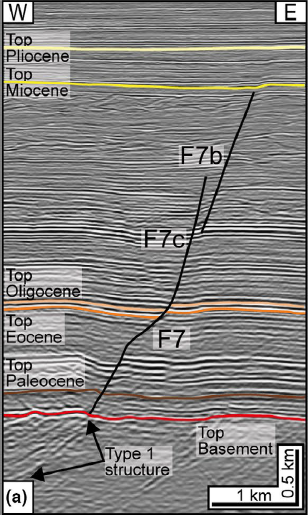 W
E
Top
Pliocene
Top
Miocene
F7b
F7c
Top
Oligocene
Top
Eocene
F7
Top
Paleocene
Top
Basement
Type 1
structure
(a)
1 km
0.5 km